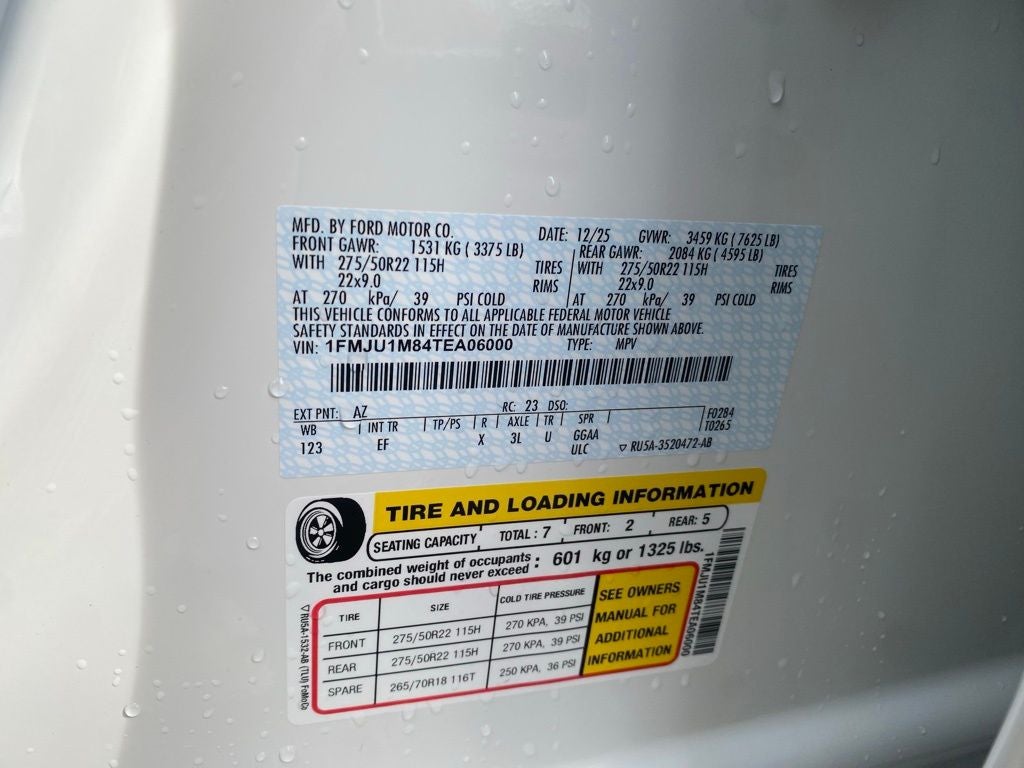 MFD. BY FORD MOTOR CO. DATE: 12/25 GVWR: 3459 KG ( 7625 LB)
FRONT GAWR: 1531 KG ( 3375 LB) REAR GAWR: 2084 KG ( 4595 LB)
WITH 275/50R22 115H TIRES WITH 275/50R22 115H TIRES
22x9.0 RIMS 22x9.0 RIMS
AT 270 kPa/ 39 PSI COLD AT 270 kPa/ 39 PSI COLD
THIS VEHICLE CONFORMS TO ALL APPLICABLE FEDERAL MOTOR VEHICLE
SAFETY STANDARDS IN EFFECT ON THE DATE OF MANUFACTURE SHOWN ABOVE.
VIN: 1FMJU1M84TEA06000 TYPE: MPV
EXT PNT: AZ RC: 23 DSO:
WB INT TR TP/PS R AXLE TR SPR F0284
123 EF X 3L U GGAA T0265
ULC ▽ RU5A-3520472-AB
TIRE AND LOADING INFORMATION
SEATING CAPACITY TOTAL : 7 FRONT: 2 REAR: 5
The combined weight of occupants and cargo should never exceed : 601 kg or 1325 lbs.
TIRE SIZE COLD TIRE PRESSURE
FRONT 275/50R22 115H 270 KPA, 39 PSI
REAR 275/50R22 115H 270 KPA, 39 PSI
SPARE 265/70R18 116T 250 KPA, 36 PSI
SEE OWNERS
MANUAL FOR
ADDITIONAL
INFORMATION
▽RU5A-1532-AB (TLU) FoMoCo
1FMJU1M84TEA06000